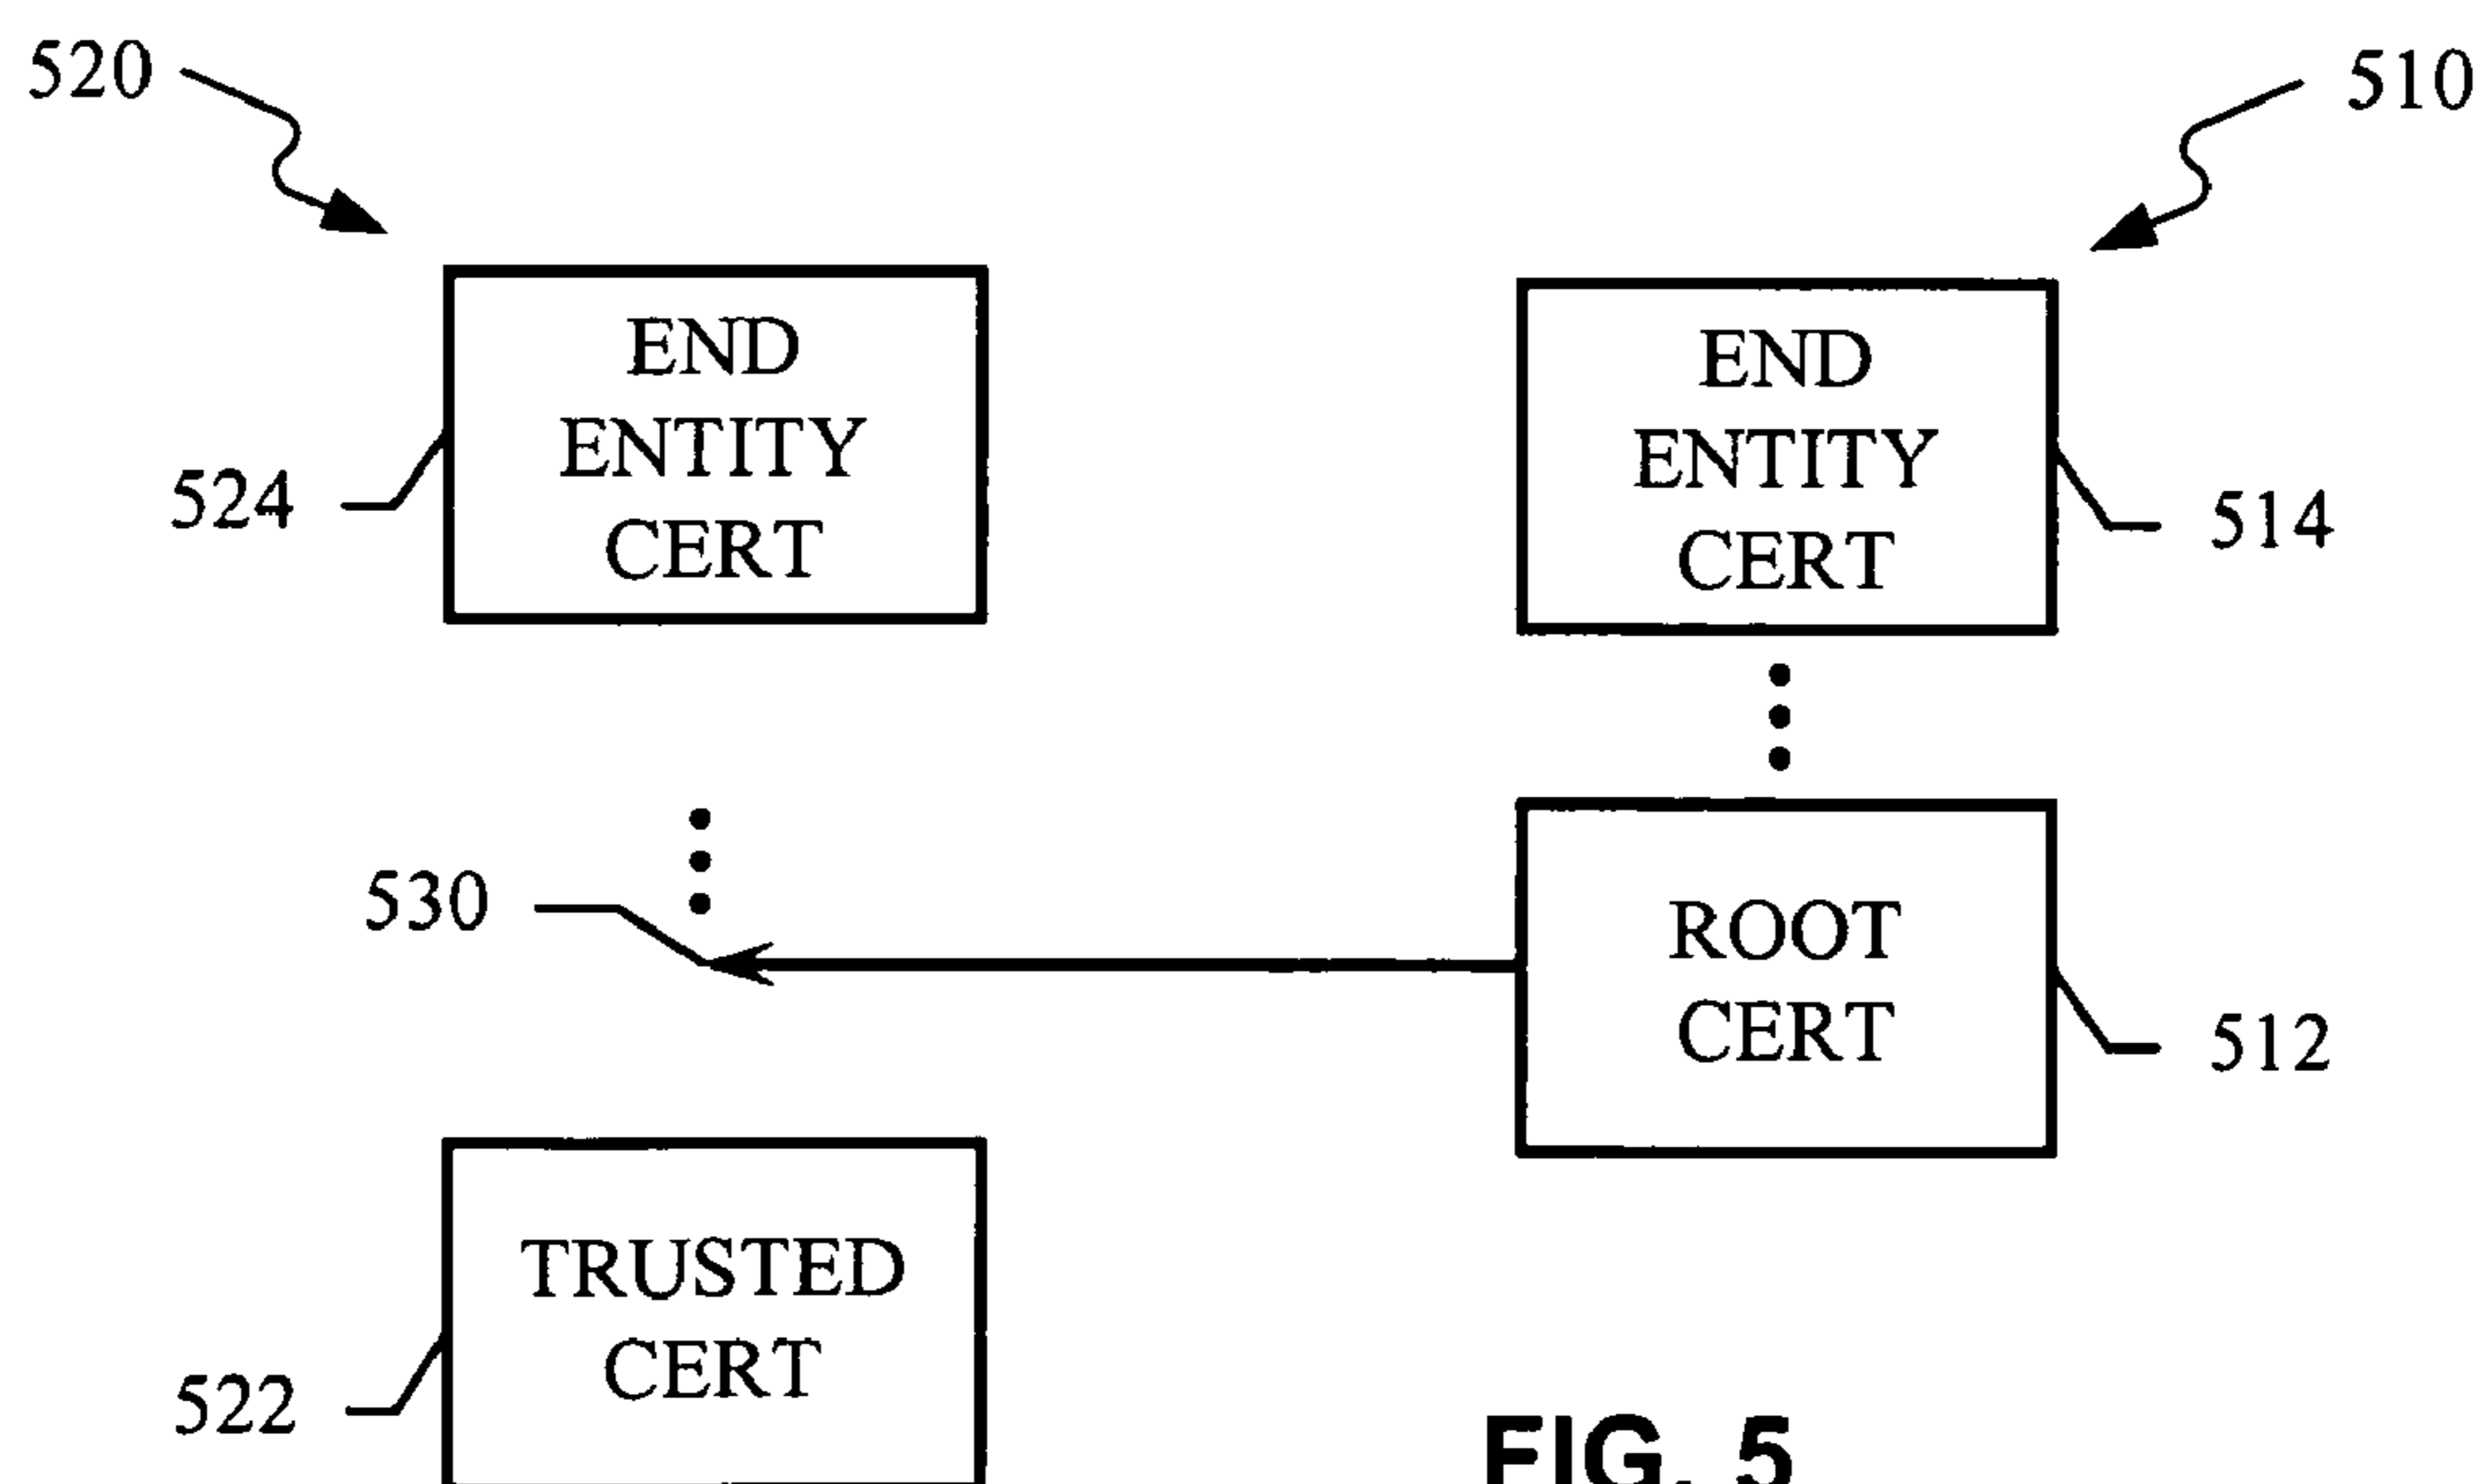 520
510
END
ENTITY
CERT
END
ENTITY
CERT
524
514
530
ROOT
CERT
512
TRUSTED
CERT
522
FIG. 5